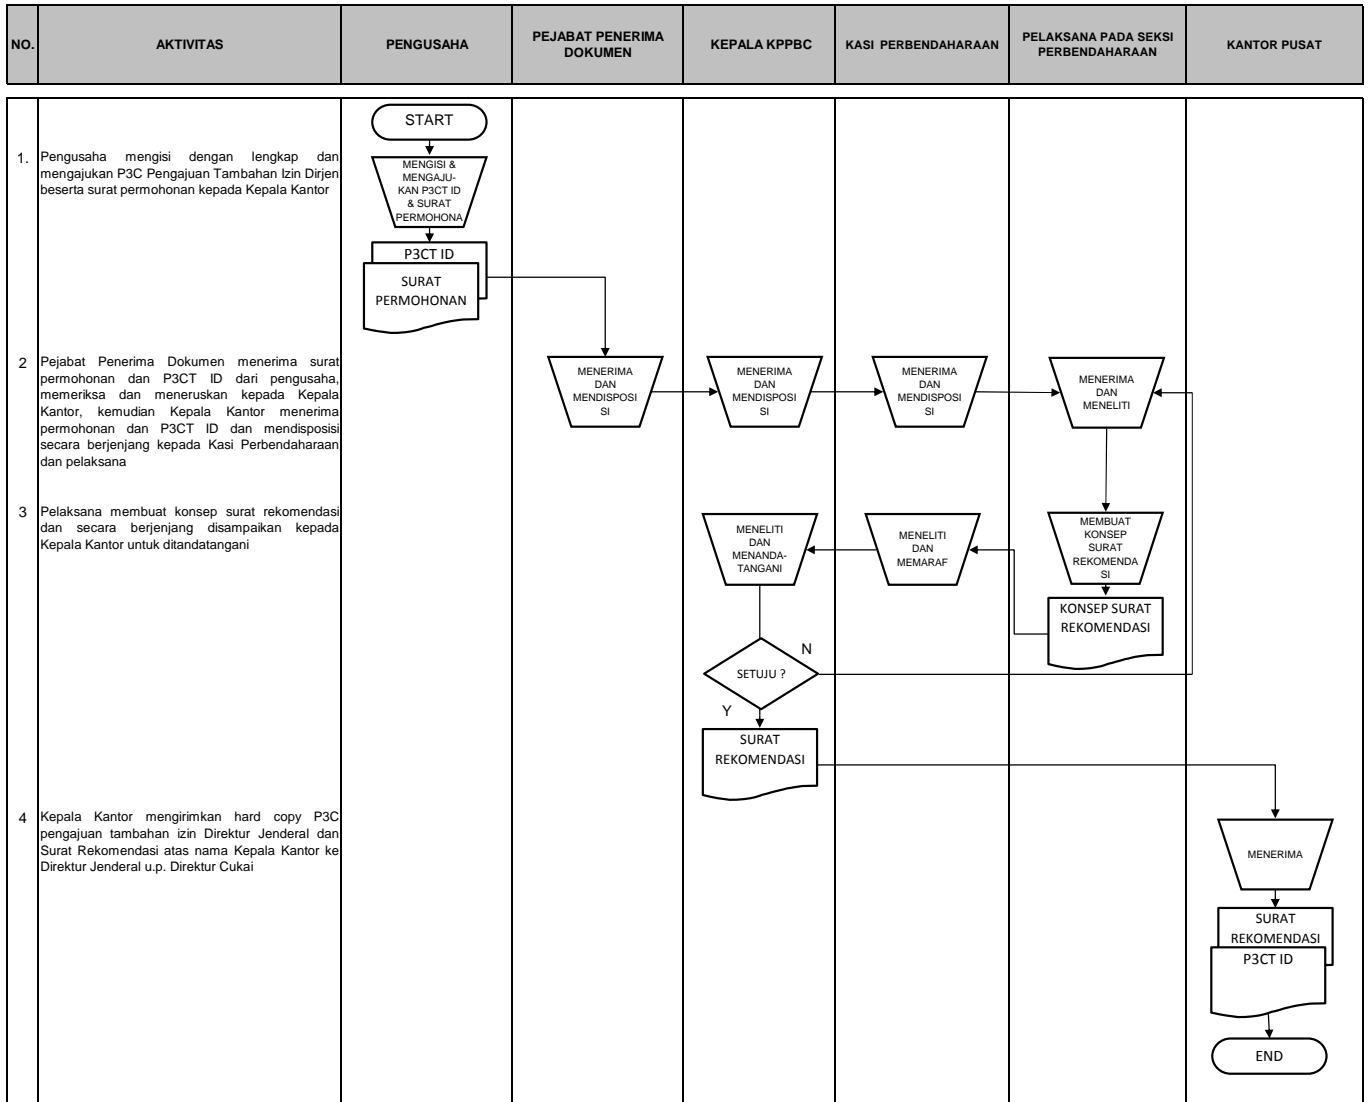 NO.
AKTIVITAS
PENGUSAHA
PEJABAT PENERIMA
DOKUMEN
KEPALA KPPBC
KASI PERBENDAHARAAN
PELAKSANA PADA SEKSI
PERBENDAHARAAN
KANTOR PUSAT
START
1.
Pengusaha mengisi dengan lengkap dan
mengajukan P3C Pengajuan Tambahan Izin Dirjen
beserta surat permohonan kepada Kepala Kantor
MENGISI &
MENGAJU-
KAN P3CT ID
& SURAT
PERMOHONA
P3CT ID
SURAT
PERMOHONAN
2
Pejabat Penerima Dokumen menerima surat
permohonan dan P3CT ID dari pengusaha,
memeriksa dan meneruskan kepada Kepala
Kantor, kemudian Kepala Kantor menerima
permohonan dan P3CT ID dan mendisposisi
secara berjenjang kepada Kasi Perbendaharaan
dan pelaksana
MENERIMA
DAN
MENDISPOSI
SI
MENERIMA
DAN
MENDISPOSI
SI
MENERIMA
DAN
MENDISPOSI
SI
MENERIMA
DAN
MENELITI
3
Pelaksana membuat konsep surat rekomendasi
dan secara berjenjang disampaikan kepada
Kepala Kantor untuk ditandatangani
MENELITI
DAN
MENANDA-
TANGANI
MENELITI
DAN
MEMARAF
MEMBUAT
KONSEP
SURAT
REKOMENDA
SI
KONSEP SURAT
REKOMENDASI
N
SETUJU ?
Y
SURAT
REKOMENDASI
4
Kepala Kantor mengirimkan hard copy P3C
pengajuan tambahan izin Direktur Jenderal dan
Surat Rekomendasi atas nama Kepala Kantor ke
Direktur Jenderal u.p. Direktur Cukai
MENERIMA
SURAT
REKOMENDASI
P3CT ID
END